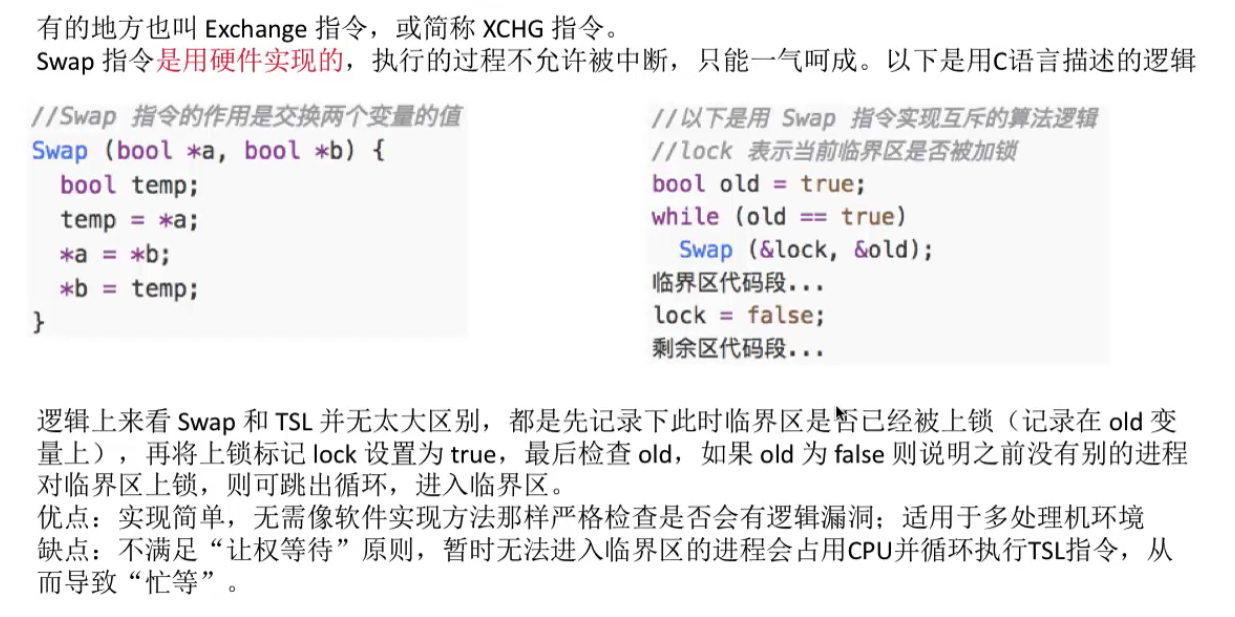 有的地方也叫 Exchange 指令，或简称 XCHG 指令。
Swap 指令是用硬件实现的，执行的过程不允许被中断，只能一气呵成。以下是用C语言描述的逻辑
//Swap 指令的作用是交换两个变量的值
Swap (bool *a, bool *b) {
  bool temp;
  temp = *a;
  *a = *b;
  *b = temp;
}
//以下是用 Swap 指令实现互斥的算法逻辑
//lock 表示当前临界区是否被加锁
bool old = true;
while (old == true)
  Swap (&lock, &old);
临界区代码段...
lock = false;
剩余区代码段...
逻辑上来看 Swap 和 TSL 并无太大区别，都是先记录下此时临界区是否已经被上锁（记录在 old 变
量上），再将上锁标记 lock 设置为 true，最后检查 old，如果 old 为 false 则说明之前没有别的进程
对临界区上锁，则可跳出循环，进入临界区。
优点：实现简单，无需像软件实现方法那样严格检查是否会有逻辑漏洞；适用于多处理机环境
缺点：不满足“让权等待”原则，暂时无法进入临界区的进程会占用CPU并循环执行TSL指令，从
而导致“忙等”。